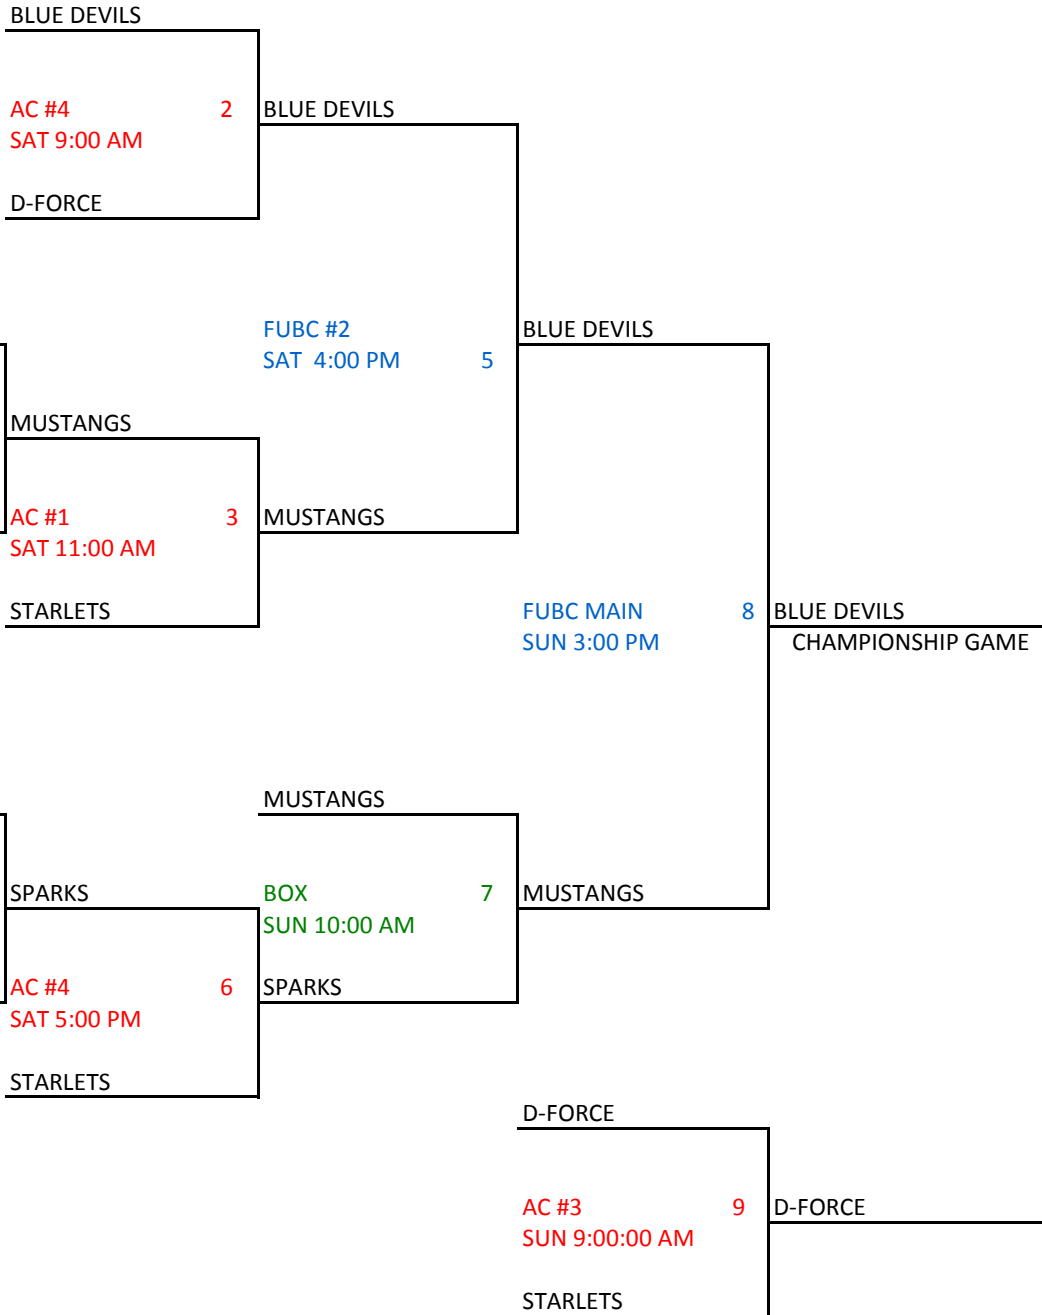 BLUE DEVILS
AC #4 2 BLUE DEVILS
SAT 9:00 AM
D-FORCE
FUBC #2 BLUE DEVILS
SAT 4:00 PM 5
MUSTANGS
AC #1 3 MUSTANGS
SAT 11:00 AM
STARLETS FUBC MAIN 8 BLUE DEVILS
SUN 3:00 PM CHAMPIONSHIP GAME
MUSTANGS
SPARKS BOX 7 MUSTANGS
SUN 10:00 AM
AC #4 6 SPARKS
SAT 5:00 PM
STARLETS
D-FORCE
AC #3 9 D-FORCE
SUN 9:00:00 AM
STARLETS